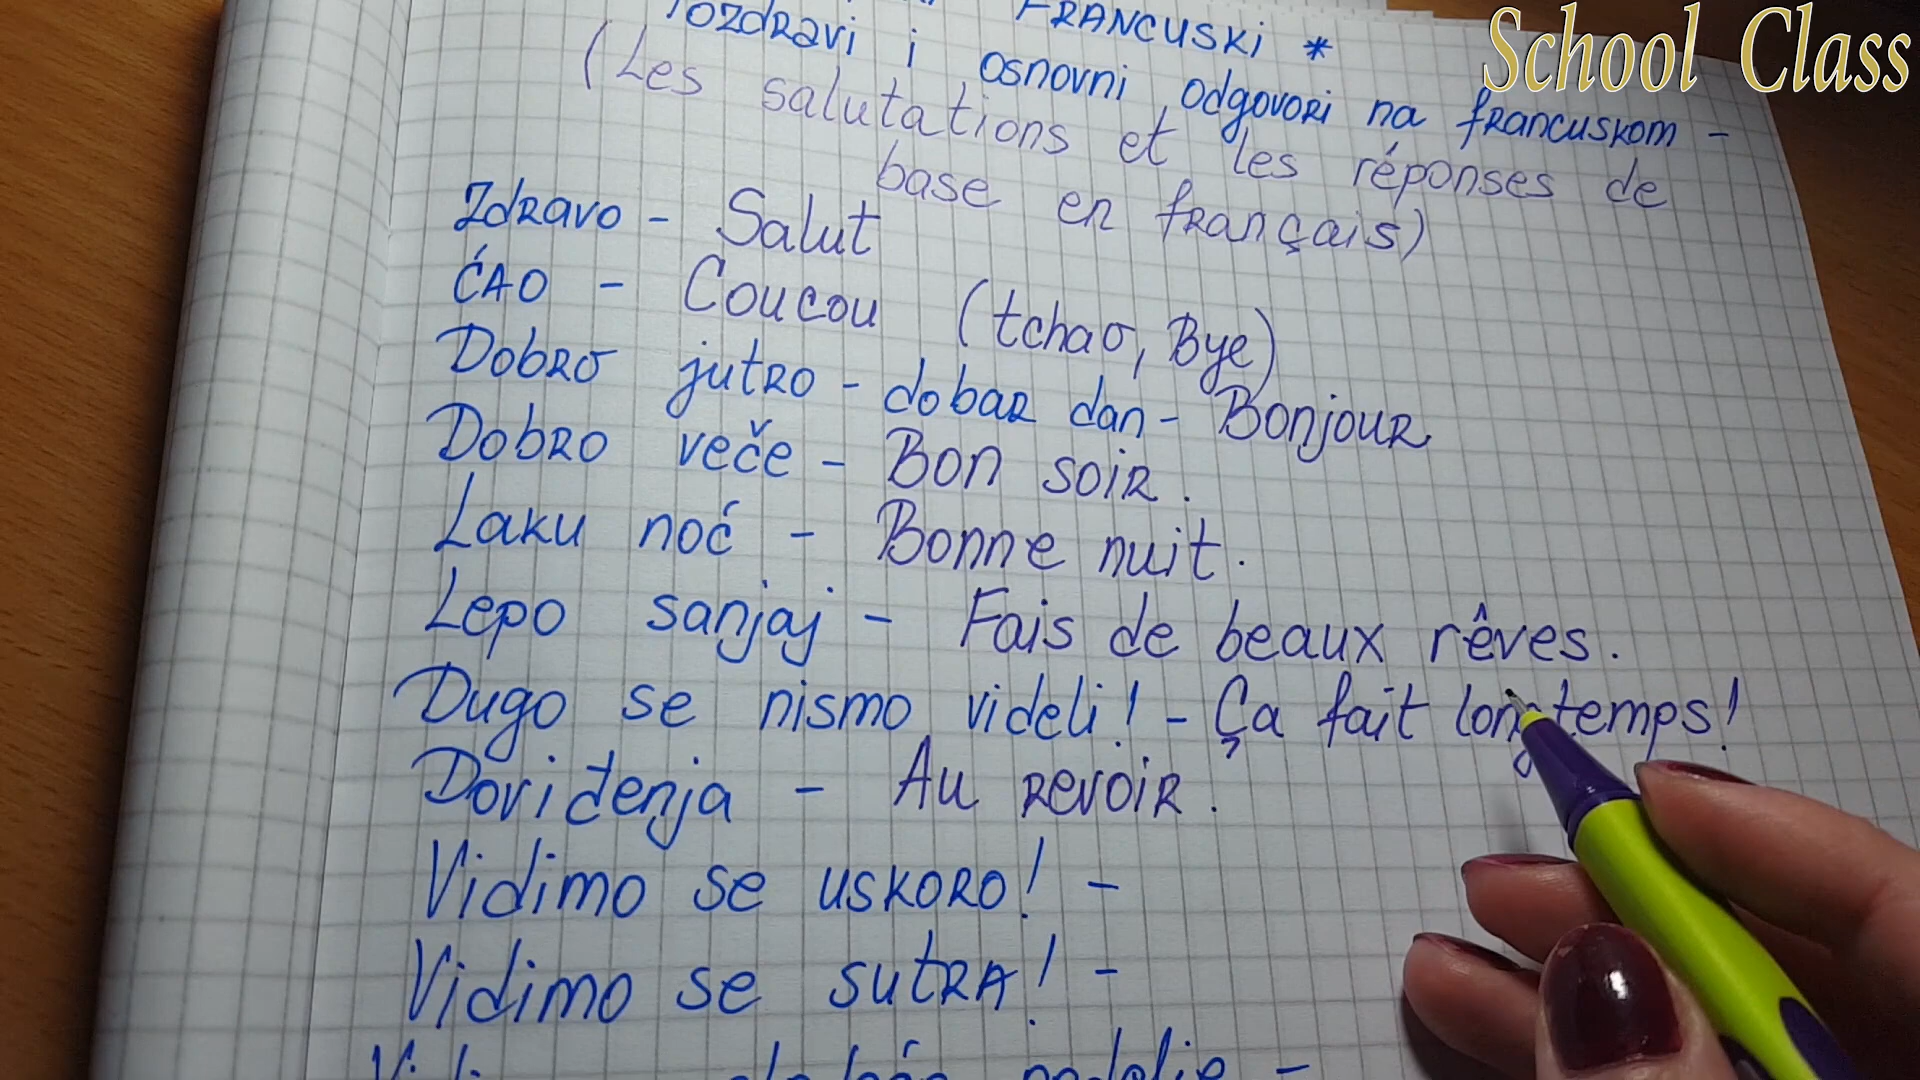 School Class
FRANCUSKI *
Pozdravi i osnovni odgovori na francuskom -
(Les salutations et les réponses de
base en français)
Zdravo - Salut
ĆAO - Coucou (tchao, Bye)
Dobro jutro - dobar dan - Bonjour
Dobro veče - Bon soir.
Laku noć - Bonne nuit.
Lepo sanjaj - Fais de beaux rêves.
Dugo se nismo videli! - Ça fait longtemps!
Doviđenja - Au revoir.
Vidimo se uskoro! -
Vidimo se sutra! -